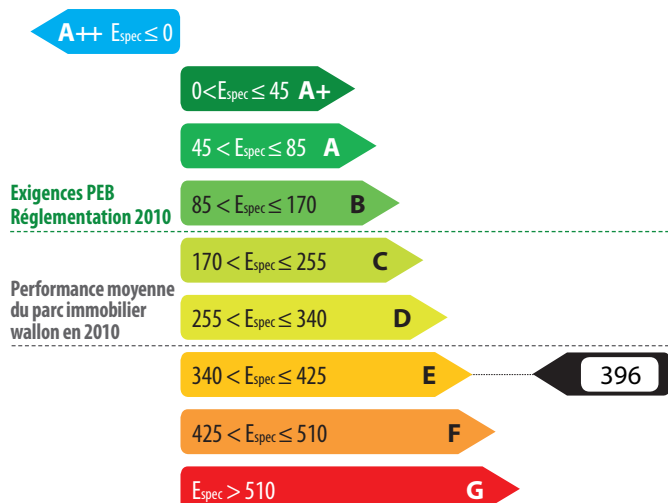 A++ Espec ≤ 0
0<Espec ≤ 45 A+
45 < Espec ≤ 85 A
Exigences PEB
Réglementation 2010
85 < Espec ≤ 170 B
170 < Espec ≤ 255 C
Performance moyenne
du parc immobilier
wallon en 2010
255 < Espec ≤ 340 D
340 < Espec ≤ 425 E
396
425 < Espec ≤ 510 F
Espec > 510 G